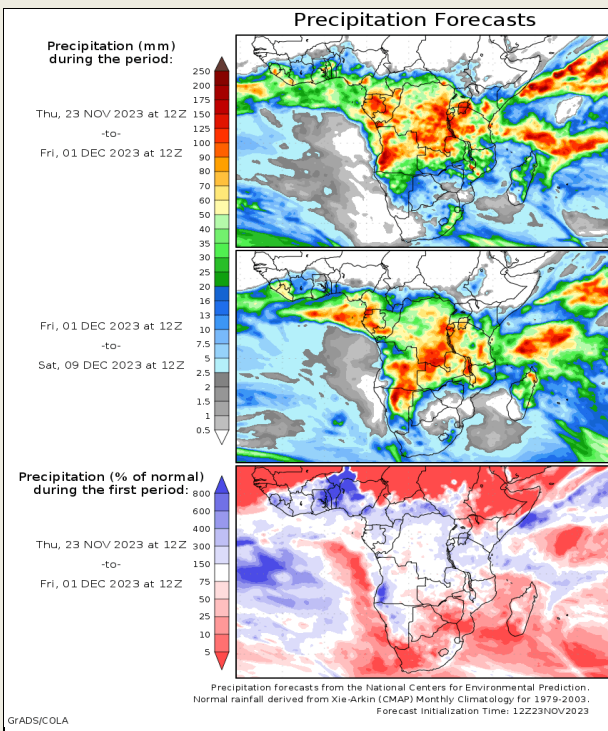 Precipitation Forecasts
Precipitation (mm)
during the period:
Thu, 23 NOV 2023 at 12Z
-to-
Fri, 01 DEC 2023 at 12Z
250
200
175
150
125
100
90
80
70
60
50
40
35
30
25
20
16
13
10
7.5
5
2.5
2
1.5
1
0.5
Fri, 01 DEC 2023 at 12Z
-to-
Sat, 09 DEC 2023 at 12Z
Precipitation (% of normal)
during the first period:
Thu, 23 NOV 2023 at 12Z
-to-
Fri, 01 DEC 2023 at 12Z
800
600
400
300
150
75
50
25
10
5
Precipitation forecasts from the National Centers for Environmental Prediction.
Normal rainfall derived from Xie-Arkin (CMAP) Monthly Climatology for 1979-2003.
Forecast Initialization Time: 12Z23NOV2023
GrADS/COLA